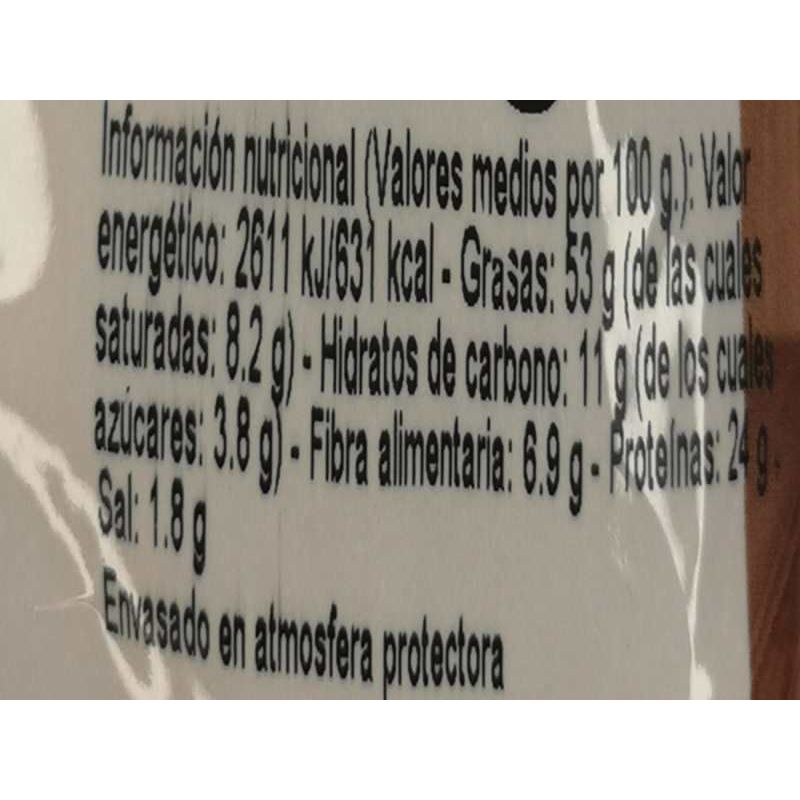 Información nutricional (Valores medios por 100 g.): Valor
energético: 2611 kJ/631 kcal - Grasas: 53 g (de las cuales
saturadas: 8.2 g) - Hidratos de carbono: 11 g (de los cuales
azúcares: 3.8 g) - Fibra alimentaria: 6.9 g - Proteínas: 24 g -
Sal: 1.8 g
Envasado en atmosfera protectora